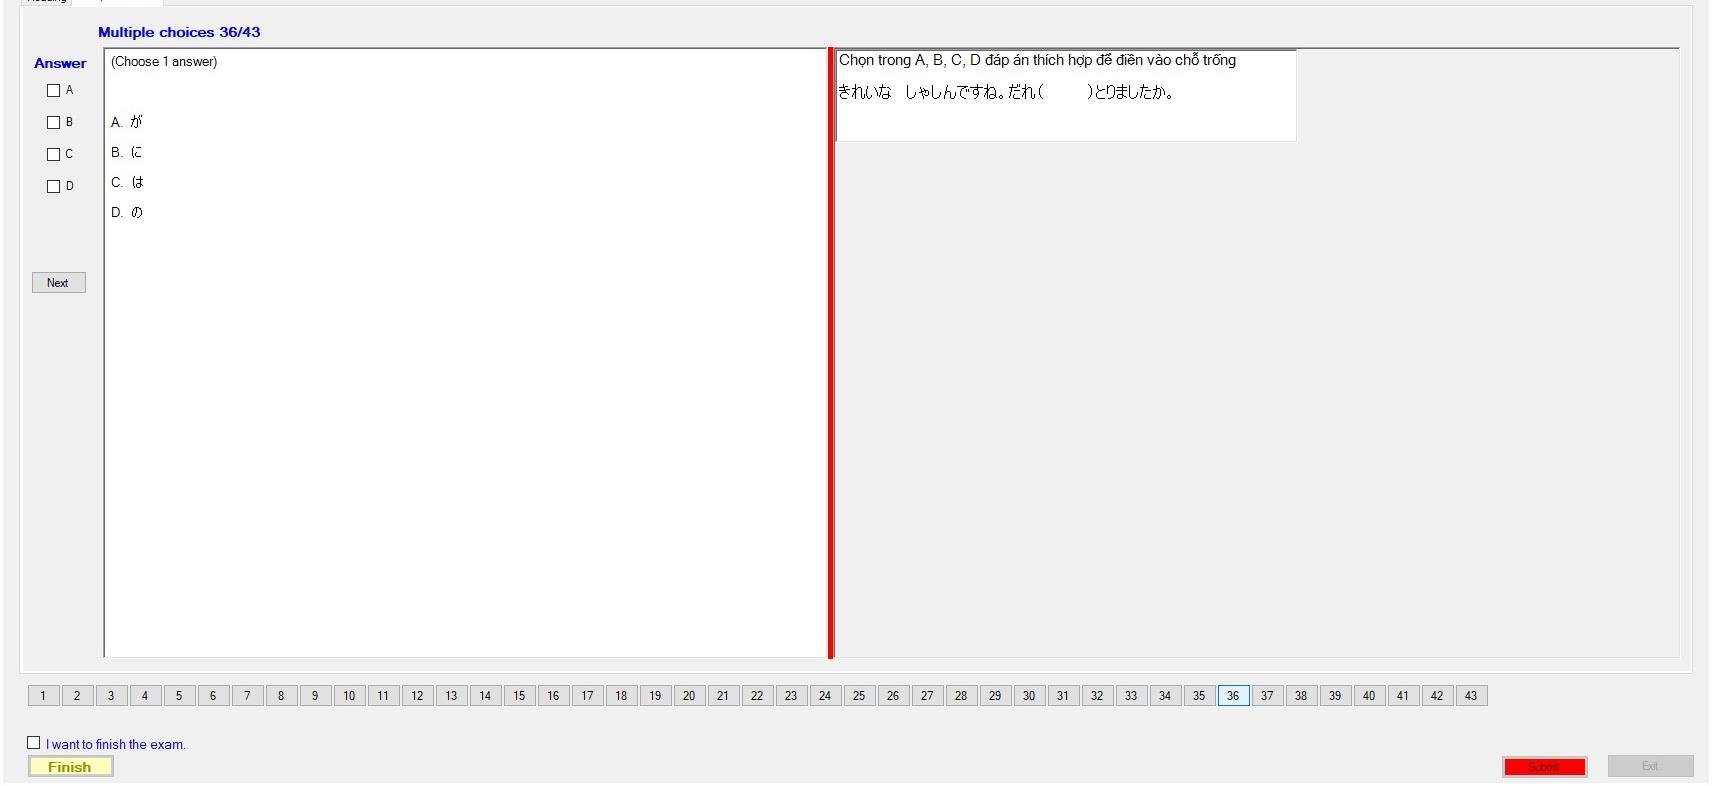 Multiple choices 36/43
Answer
A
B
C
D
Next
(Choose 1 answer)
A. が
B. に
C. は
D. の
Chọn trong A, B, C, D đáp án thích hợp để điền vào chỗ trống
きれいな　しゃしんですね。だれ(　　　)とりましたか。
1 2 3 4 5 6 7 8 9 10 11 12 13 14 15 16 17 18 19 20 21 22 23 24 25 26 27 28 29 30 31 32 33 34 35 36 37 38 39 40 41 42 43
I want to finish the exam.
Finish
Submit
Exit